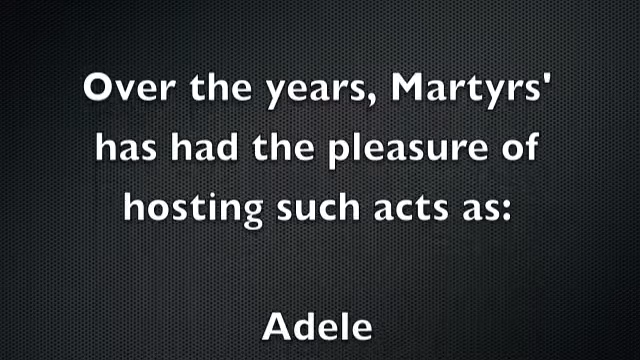 Over the years, Martyrs'
has had the pleasure of
hosting such acts as:
Adele